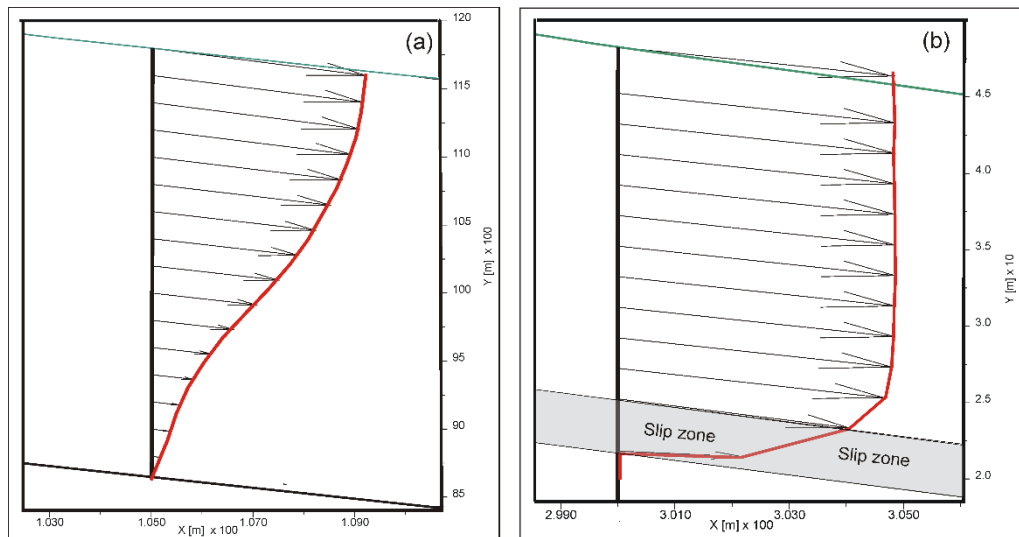 (a)
120
115
110
105
100
95
90
85
Y [m] x 100
1.030
1.050
1.070
1.090
X [m] x 100
(b)
4.5
4.0
3.5
3.0
2.5
2.0
Y [m] x 10
Slip zone
Slip zone
2.990
3.010
3.030
3.050
X [m] x 100